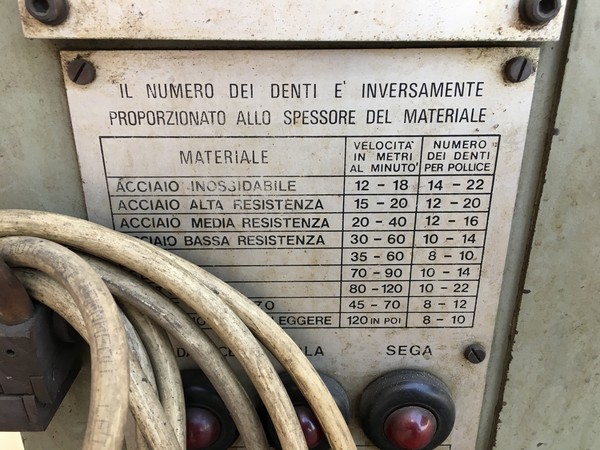 IL NUMERO DEI DENTI E' INVERSAMENTE
PROPORZIONATO ALLO SPESSORE DEL MATERIALE
MATERIALE VELOCITA' IN METRI AL MINUTO NUMERO DEI DENTI PER POLLICE
ACCIAIO INOSSIDABILE 12 - 18 14 - 22
ACCIAIO ALTA RESISTENZA 15 - 20 12 - 20
ACCIAIO MEDIA RESISTENZA 20 - 40 12 - 16
ACCIAIO BASSA RESISTENZA 30 - 60 10 - 14
35 - 60 8 - 10
70 - 90 10 - 14
80 - 120 10 - 22
45 - 70 8 - 12
EGGERE 120 IN POI 8 - 10
SEGA